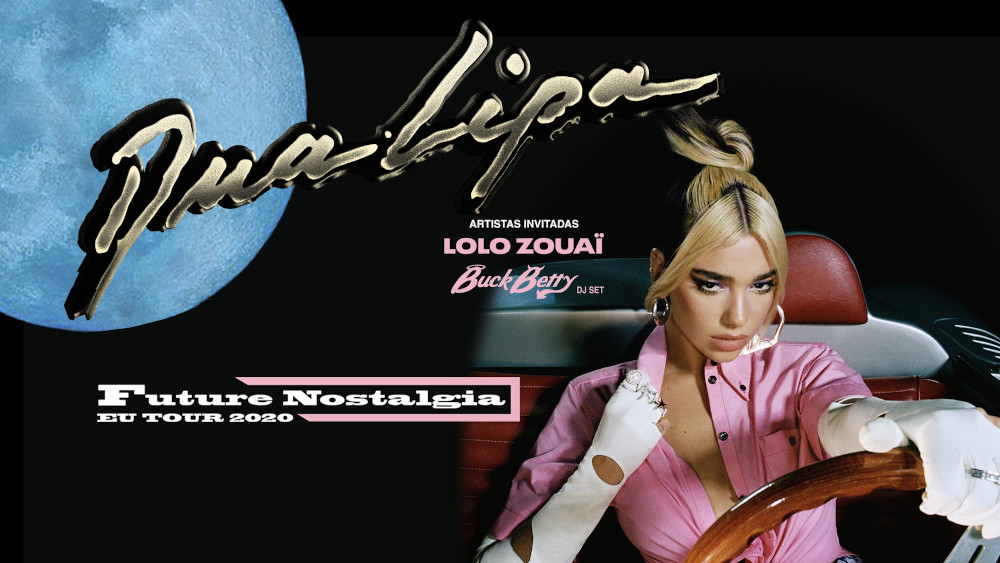 Dua Lipa
ARTISTAS INVITADAS
LOLO ZOUAÏ
Buck Betty DJ SET
Future Nostalgia
EU TOUR 2020